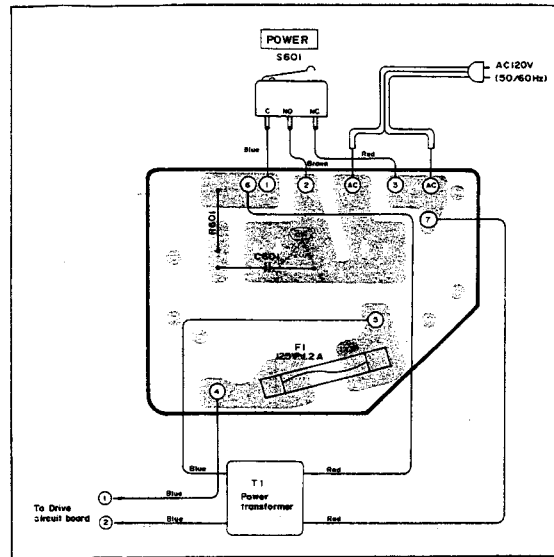 POWER
S601
AC120V
(50/60Hz)
C NO NC
Blue
Brown
Red
6 1 2 AC 3 AC
7
R601
C601
5
F1
125V 1.2A
4
Blue Red
T1
Power
transformer
To Drive
circuit board
1 Blue
2 Blue Red